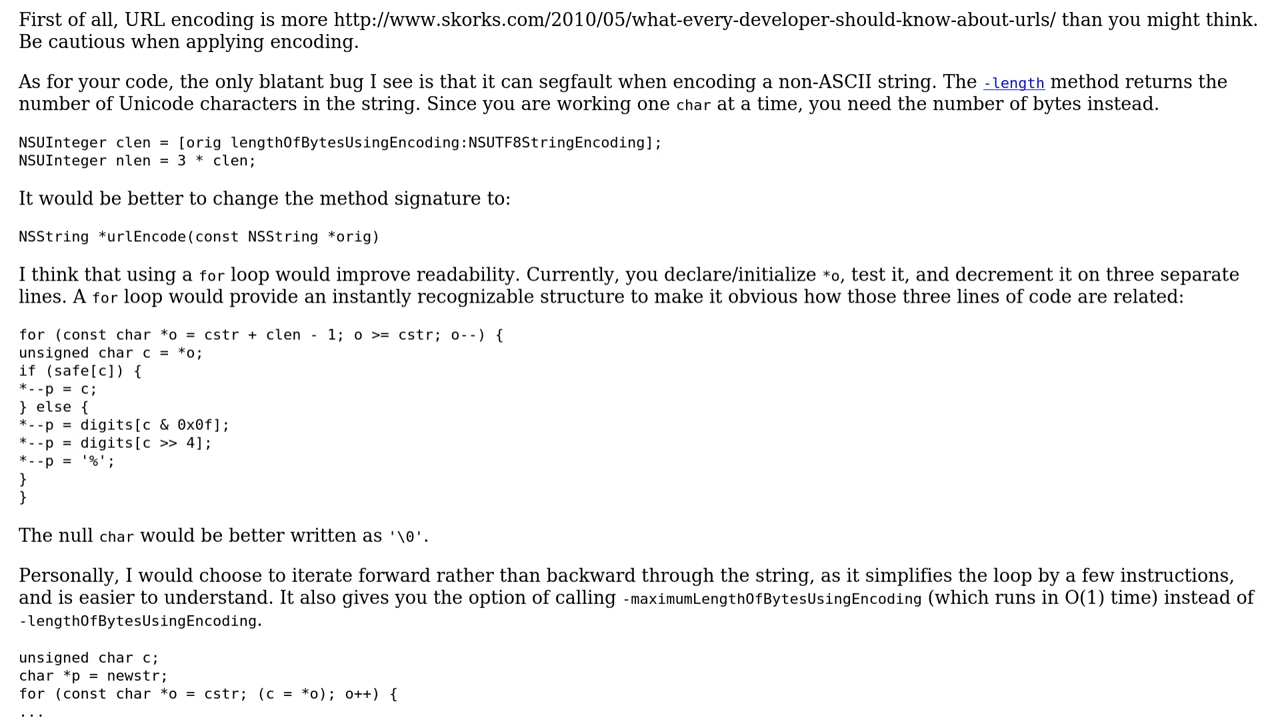 First of all, URL encoding is more http://www.skorks.com/2010/05/what-every-developer-should-know-about-urls/ than you might think.
Be cautious when applying encoding.
As for your code, the only blatant bug I see is that it can segfault when encoding a non-ASCII string. The -length method returns the
number of Unicode characters in the string. Since you are working one char at a time, you need the number of bytes instead.
NSUInteger clen = [orig lengthOfBytesUsingEncoding:NSUTF8StringEncoding];
NSUInteger nlen = 3 * clen;
It would be better to change the method signature to:
NSString *urlEncode(const NSString *orig)
I think that using a for loop would improve readability. Currently, you declare/initialize *o, test it, and decrement it on three separate
lines. A for loop would provide an instantly recognizable structure to make it obvious how those three lines of code are related:
for (const char *o = cstr + clen - 1; o >= cstr; o--) {
unsigned char c = *o;
if (safe[c]) {
*--p = c;
} else {
*--p = digits[c & 0x0f];
*--p = digits[c >> 4];
*--p = '%';
}
}
The null char would be better written as '\0'.
Personally, I would choose to iterate forward rather than backward through the string, as it simplifies the loop by a few instructions,
and is easier to understand. It also gives you the option of calling -maximumLengthOfBytesUsingEncoding (which runs in O(1) time) instead of
-lengthOfBytesUsingEncoding.
unsigned char c;
char *p = newstr;
for (const char *o = cstr; (c = *o); o++) {
...